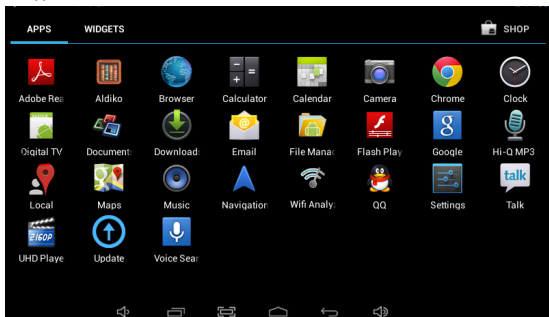 APPS WIDGETS SHOP
Adobe Rea Aldiko Browser Calculator Calendar Camera Chrome Clock
Digital TV Document: Download: Email File Manag Flash Play Google Hi-Q MP3
Local Maps Music Navigation Wifi Analy: QQ Settings talk Talk
2160P UHD Playe Update Voice Sear